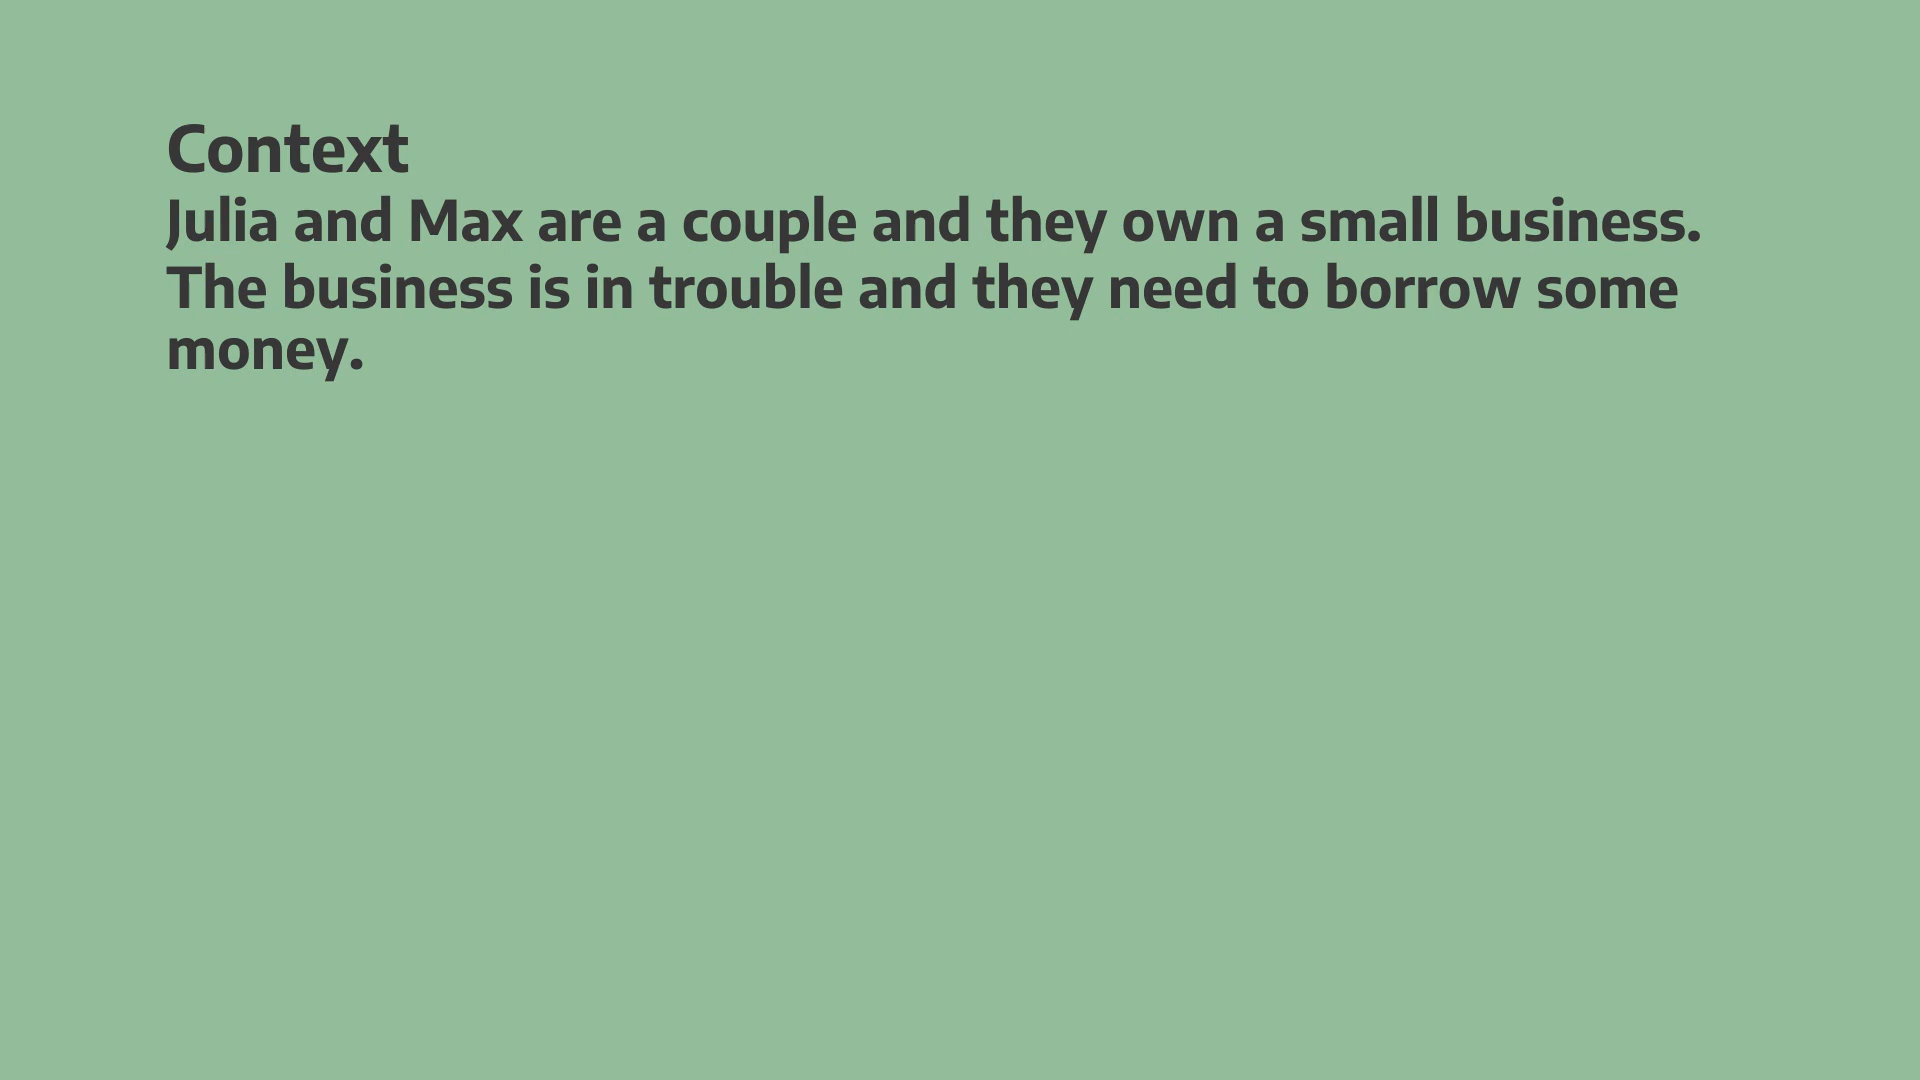 Context
Julia and Max are a couple and they own a small business.
The business is in trouble and they need to borrow some
money.